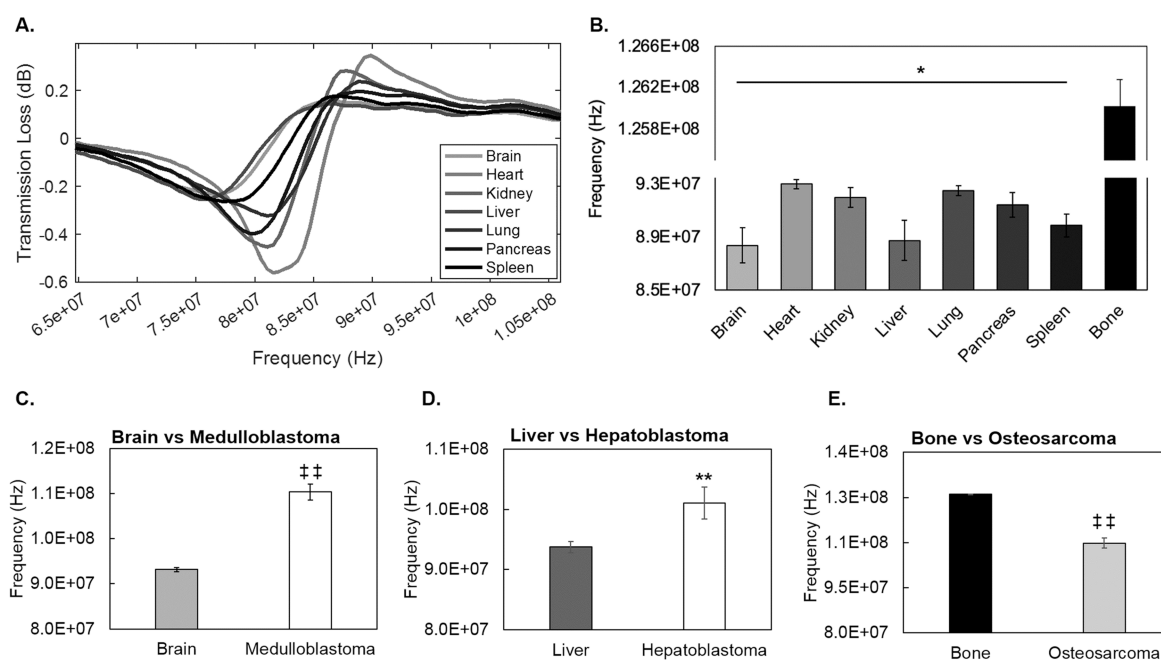 A.
Transmission Loss (dB)
0.2
0
-0.2
-0.4
-0.6
Brain
Heart
Kidney
Liver
Lung
Pancreas
Spleen
6.5e+07 7e+07 7.5e+07 8e+07 8.5e+07 9e+07 9.5e+07 1e+08 1.05e+08
Frequency (Hz)
B.
Frequency (Hz)
1.266E+08
1.262E+08
1.258E+08
9.3E+07
8.9E+07
8.5E+07
*
Brain Heart Kidney Liver Lung Pancreas Spleen Bone
C.
Brain vs Medulloblastoma
Frequency (Hz)
1.2E+08
1.1E+08
1.0E+08
9.0E+07
8.0E+07
‡‡
Brain Medulloblastoma
D.
Liver vs Hepatoblastoma
Frequency (Hz)
1.1E+08
1.0E+08
9.0E+07
8.0E+07
**
Liver Hepatoblastoma
E.
Bone vs Osteosarcoma
Frequency (Hz)
1.4E+08
1.3E+08
1.1E+08
9.5E+07
8.0E+07
‡‡
Bone Osteosarcoma